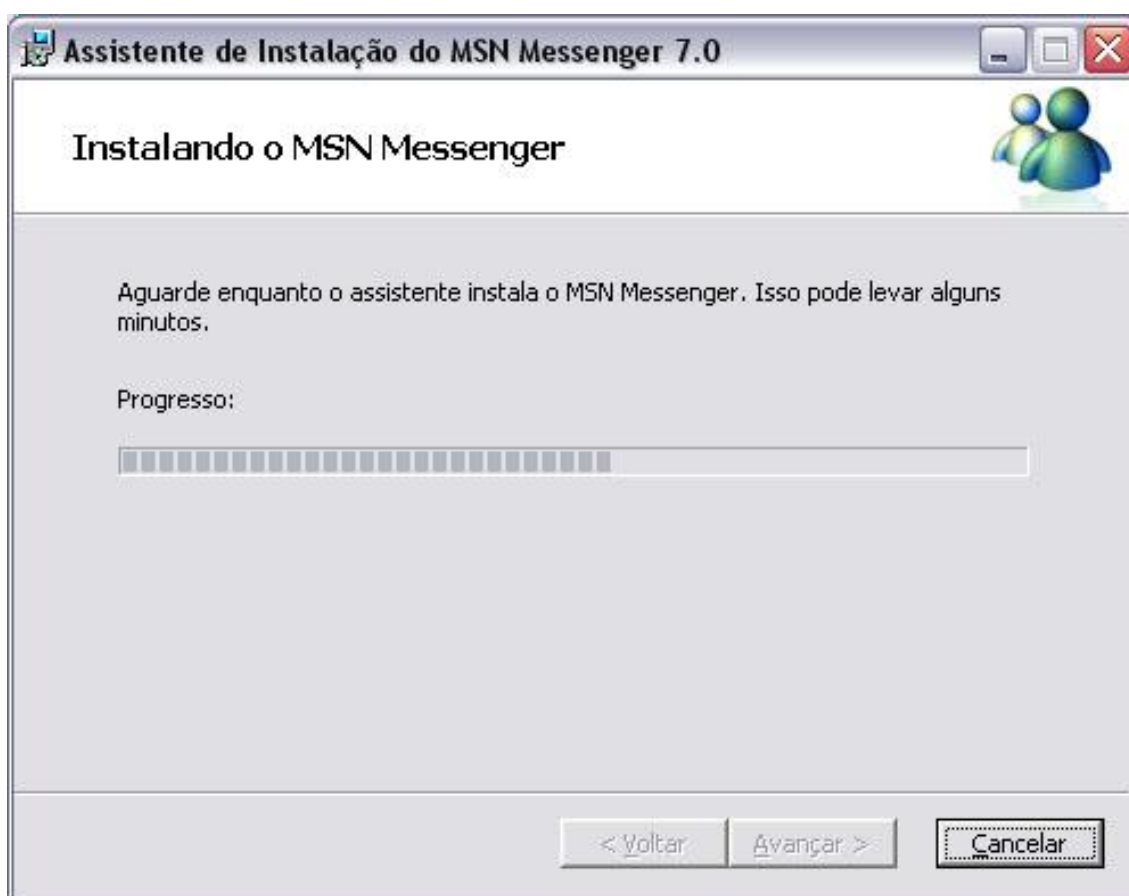 Assistente de Instalação do MSN Messenger 7.0
Instalando o MSN Messenger
Aguarde enquanto o assistente instala o MSN Messenger. Isso pode levar alguns
minutos.
Progresso:
< Voltar Avançar > Cancelar